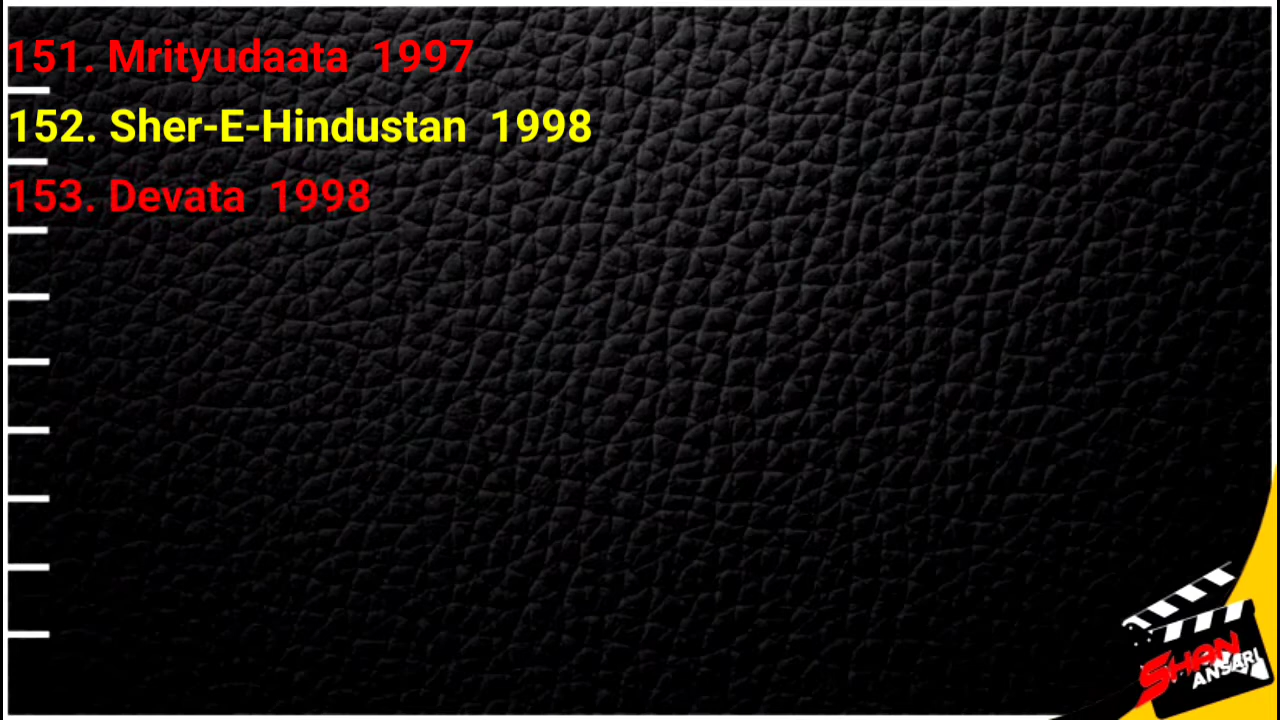 151. Mrityudaata 1997
152. Sher-E-Hindustan 1998
153. Devata 1998
SHAN
ANSARI